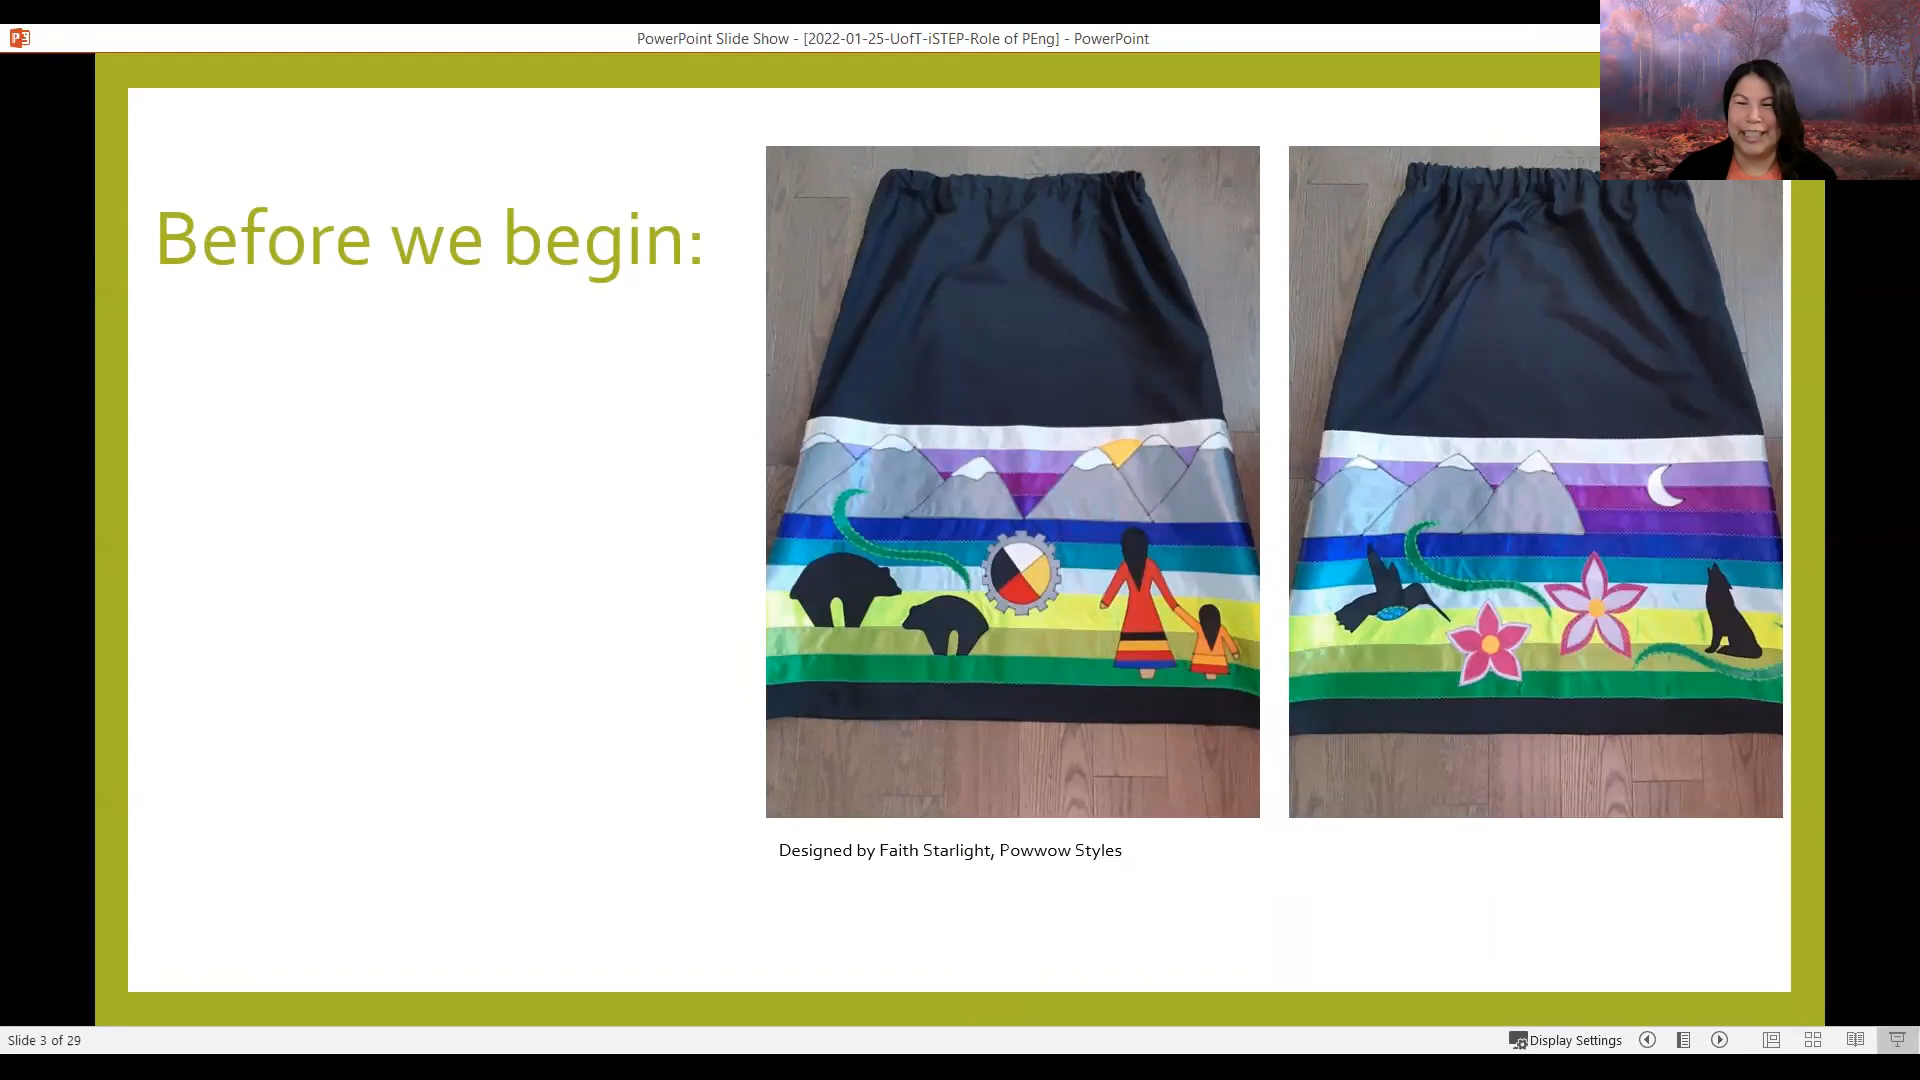 PowerPoint Slide Show - [2022-01-25-UofT-iSTEP-Role of PEng] - PowerPoint
Before we begin:
Designed by Faith Starlight, Powwow Styles
Slide 3 of 29
Display Settings